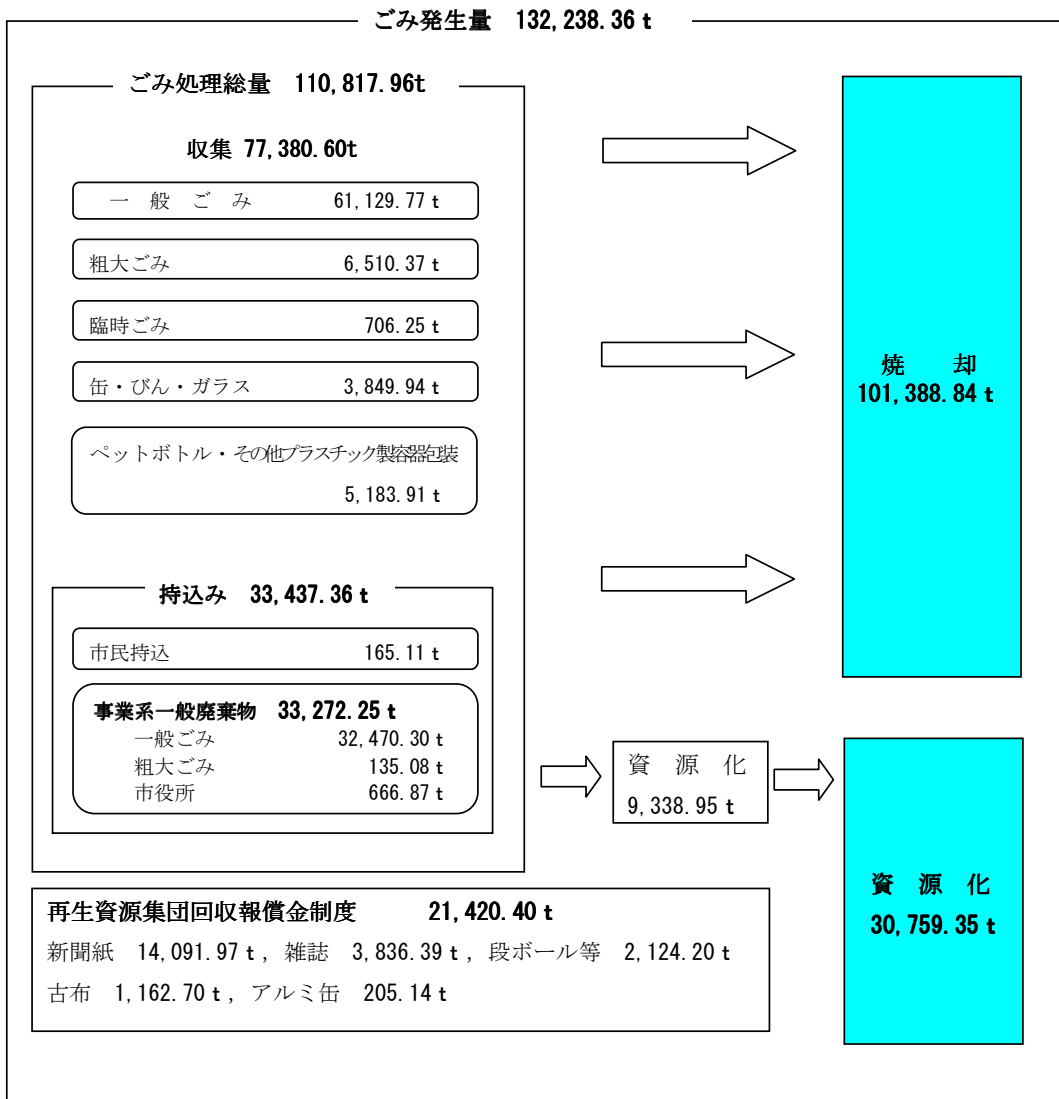 ごみ発生量 132,238.36 t
ごみ処理総量 110,817.96t
収集 77,380.60t
一 般 ご み 61,129.77 t
粗大ごみ 6,510.37 t
臨時ごみ 706.25 t
缶・びん・ガラス 3,849.94 t
ペットボトル・その他プラスチック製容器包装
5,183.91 t
持込み 33,437.36 t
市民持込 165.11 t
事業系一般廃棄物 33,272.25 t
一般ごみ 32,470.30 t
粗大ごみ 135.08 t
市役所 666.87 t
資 源 化
9,338.95 t
焼 却
101,388.84 t
資 源 化
30,759.35 t
再生資源集団回収報償金制度 21,420.40 t
新聞紙 14,091.97 t, 雑誌 3,836.39 t, 段ボール等 2,124.20 t
古布 1,162.70 t, アルミ缶 205.14 t